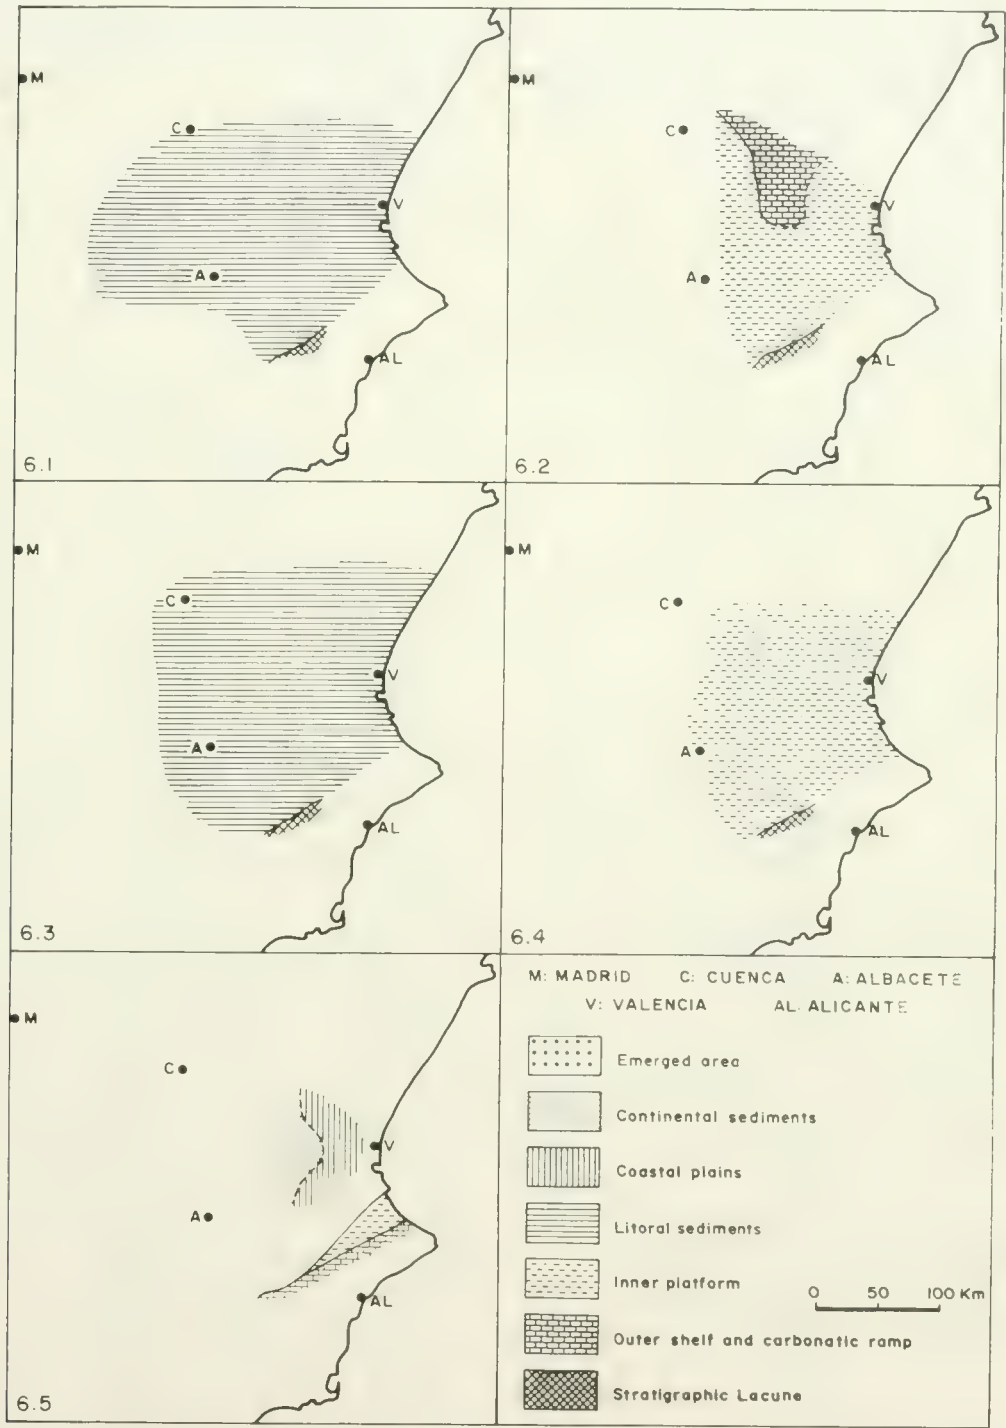 M
C
V
A
AL
6.1
M
C
V
A
AL
6.2
M
C
V
A
AL
6.3
M
C
V
A
AL
6.4
M
C
V
A
AL
6.5
M: MADRID C: CUENCA A: ALBACETE
V: VALENCIA AL: ALICANTE
Emerged area
Continental sediments
Coastal plains
Litoral sediments
Inner platform
0 50 100 Km
Outer shelf and carbonatic ramp
Stratigraphic Lacune